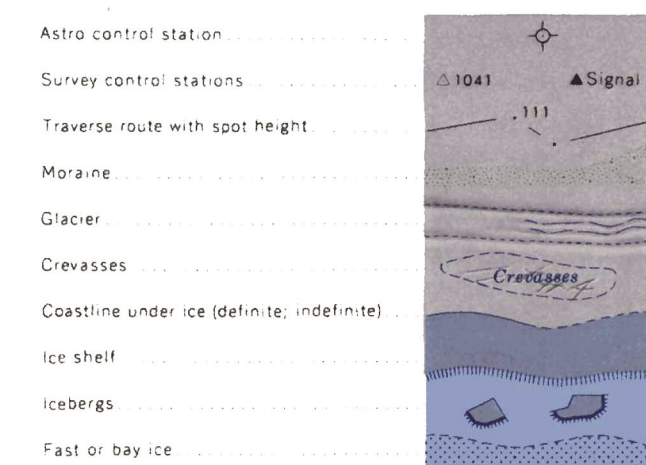 Astro control station
Survey control stations △ 1041 ▲ Signal
Traverse route with spot height .111
Moraine
Glacier
Crevasses Crevasses
Coastline under ice (definite; indefinite)
Ice shelf
Icebergs
Fast or bay ice